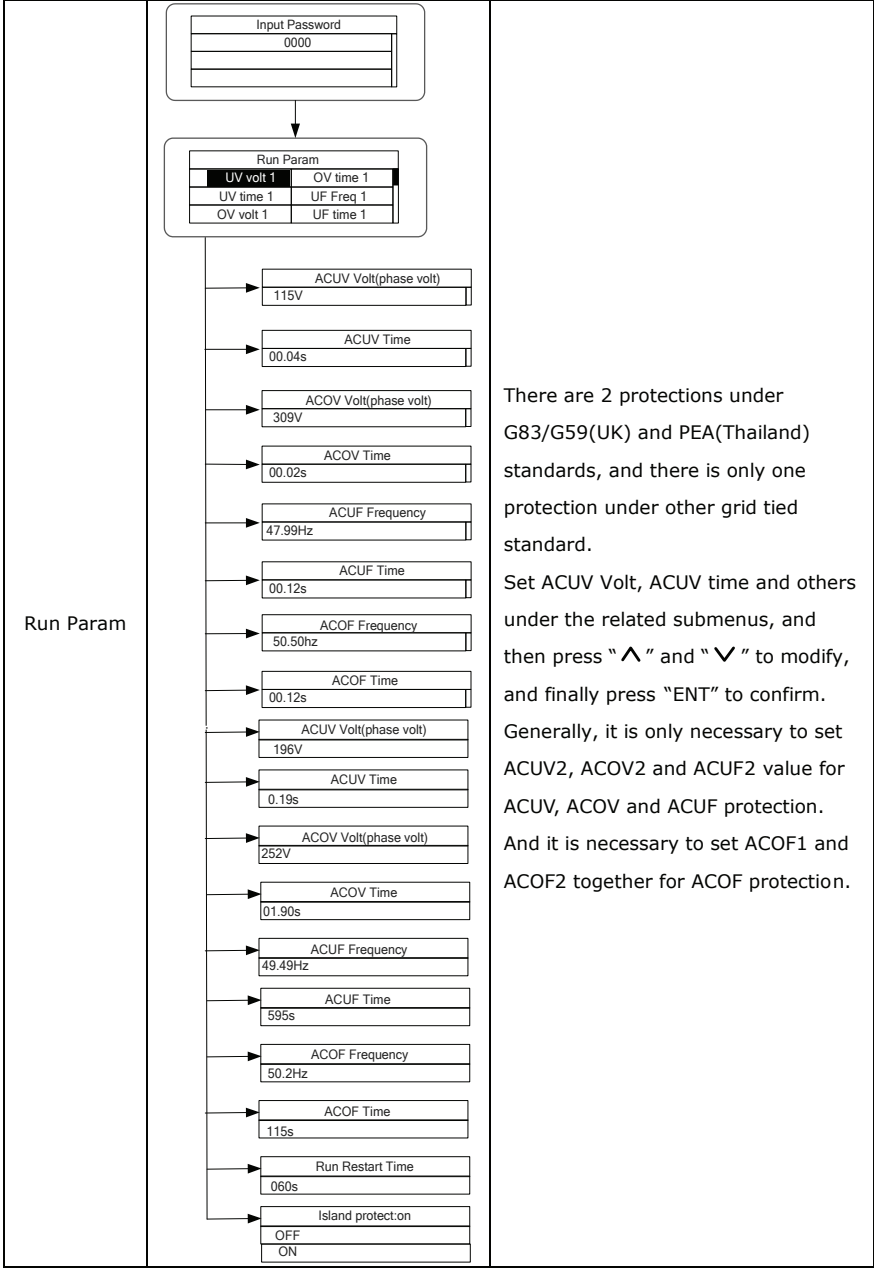 Run Param
Input Password
0000
Run Param
UV volt 1 OV time 1
UV time 1 UF Freq 1
OV volt 1 UF time 1
ACUV Volt(phase volt)
115V
ACUV Time
00.04s
ACOV Volt(phase volt)
309V
ACOV Time
00.02s
ACUF Frequency
47.99Hz
ACUF Time
00.12s
ACOF Frequency
50.50hz
ACOF Time
00.12s
ACUV Volt(phase volt)
196V
ACUV Time
0.19s
ACOV Volt(phase volt)
252V
ACOV Time
01.90s
ACUF Frequency
49.49Hz
ACUF Time
595s
ACOF Frequency
50.2Hz
ACOF Time
115s
Run Restart Time
060s
Island protect:on
OFF
ON
There are 2 protections under
G83/G59(UK) and PEA(Thailand)
standards, and there is only one
protection under other grid tied
standard.
Set ACUV Volt, ACUV time and others
under the related submenus, and
then press “∧” and “∨” to modify,
and finally press “ENT” to confirm.
Generally, it is only necessary to set
ACUV2, ACOV2 and ACUF2 value for
ACUV, ACOV and ACUF protection.
And it is necessary to set ACOF1 and
ACOF2 together for ACOF protection.